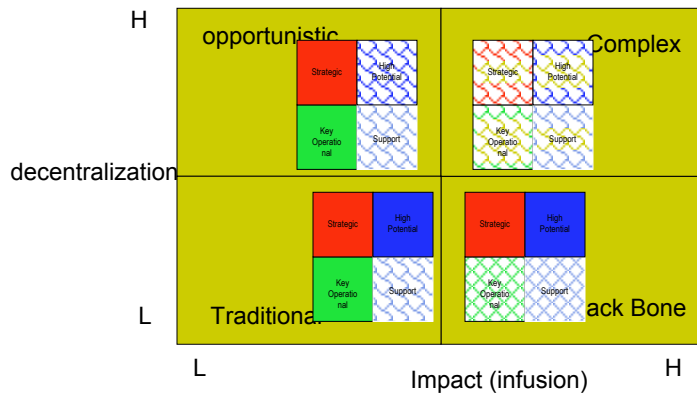 H
opportunistic
Complex
Strategic
High
Potential
Key
Operatio
nal
Support
Strategic
High
Potential
Key
Operatio
nal
Support
decentralization
Strategic
High
Potential
Key
Operatio
nal
Support
Strategic
High
Potential
Key
Operatio
nal
Support
L
Traditional
ack Bone
L
Impact (infusion)
H